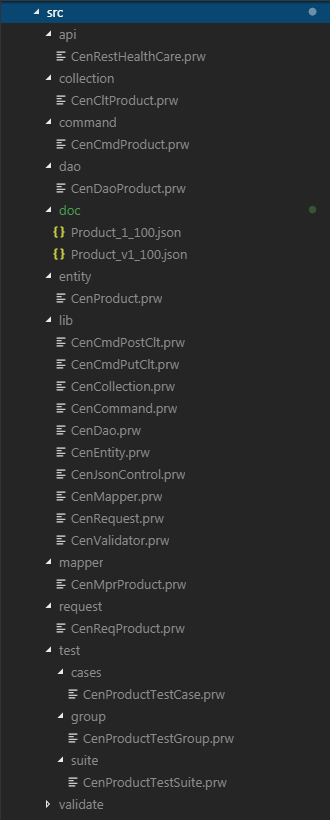 src
api
CenRestHealthCare.prw
collection
CenCltProduct.prw
command
CenCmdProduct.prw
dao
CenDaoProduct.prw
doc
{} Product_1_100.json
{} Product_v1_100.json
entity
CenProduct.prw
lib
CenCmdPostClt.prw
CenCmdPutClt.prw
CenCollection.prw
CenCommand.prw
CenDao.prw
CenEntity.prw
CenJsonControl.prw
CenMapper.prw
CenRequest.prw
CenValidator.prw
mapper
CenMprProduct.prw
request
CenReqProduct.prw
test
cases
CenProductTestCase.prw
group
CenProductTestGroup.prw
suite
CenProductTestSuite.prw
validate